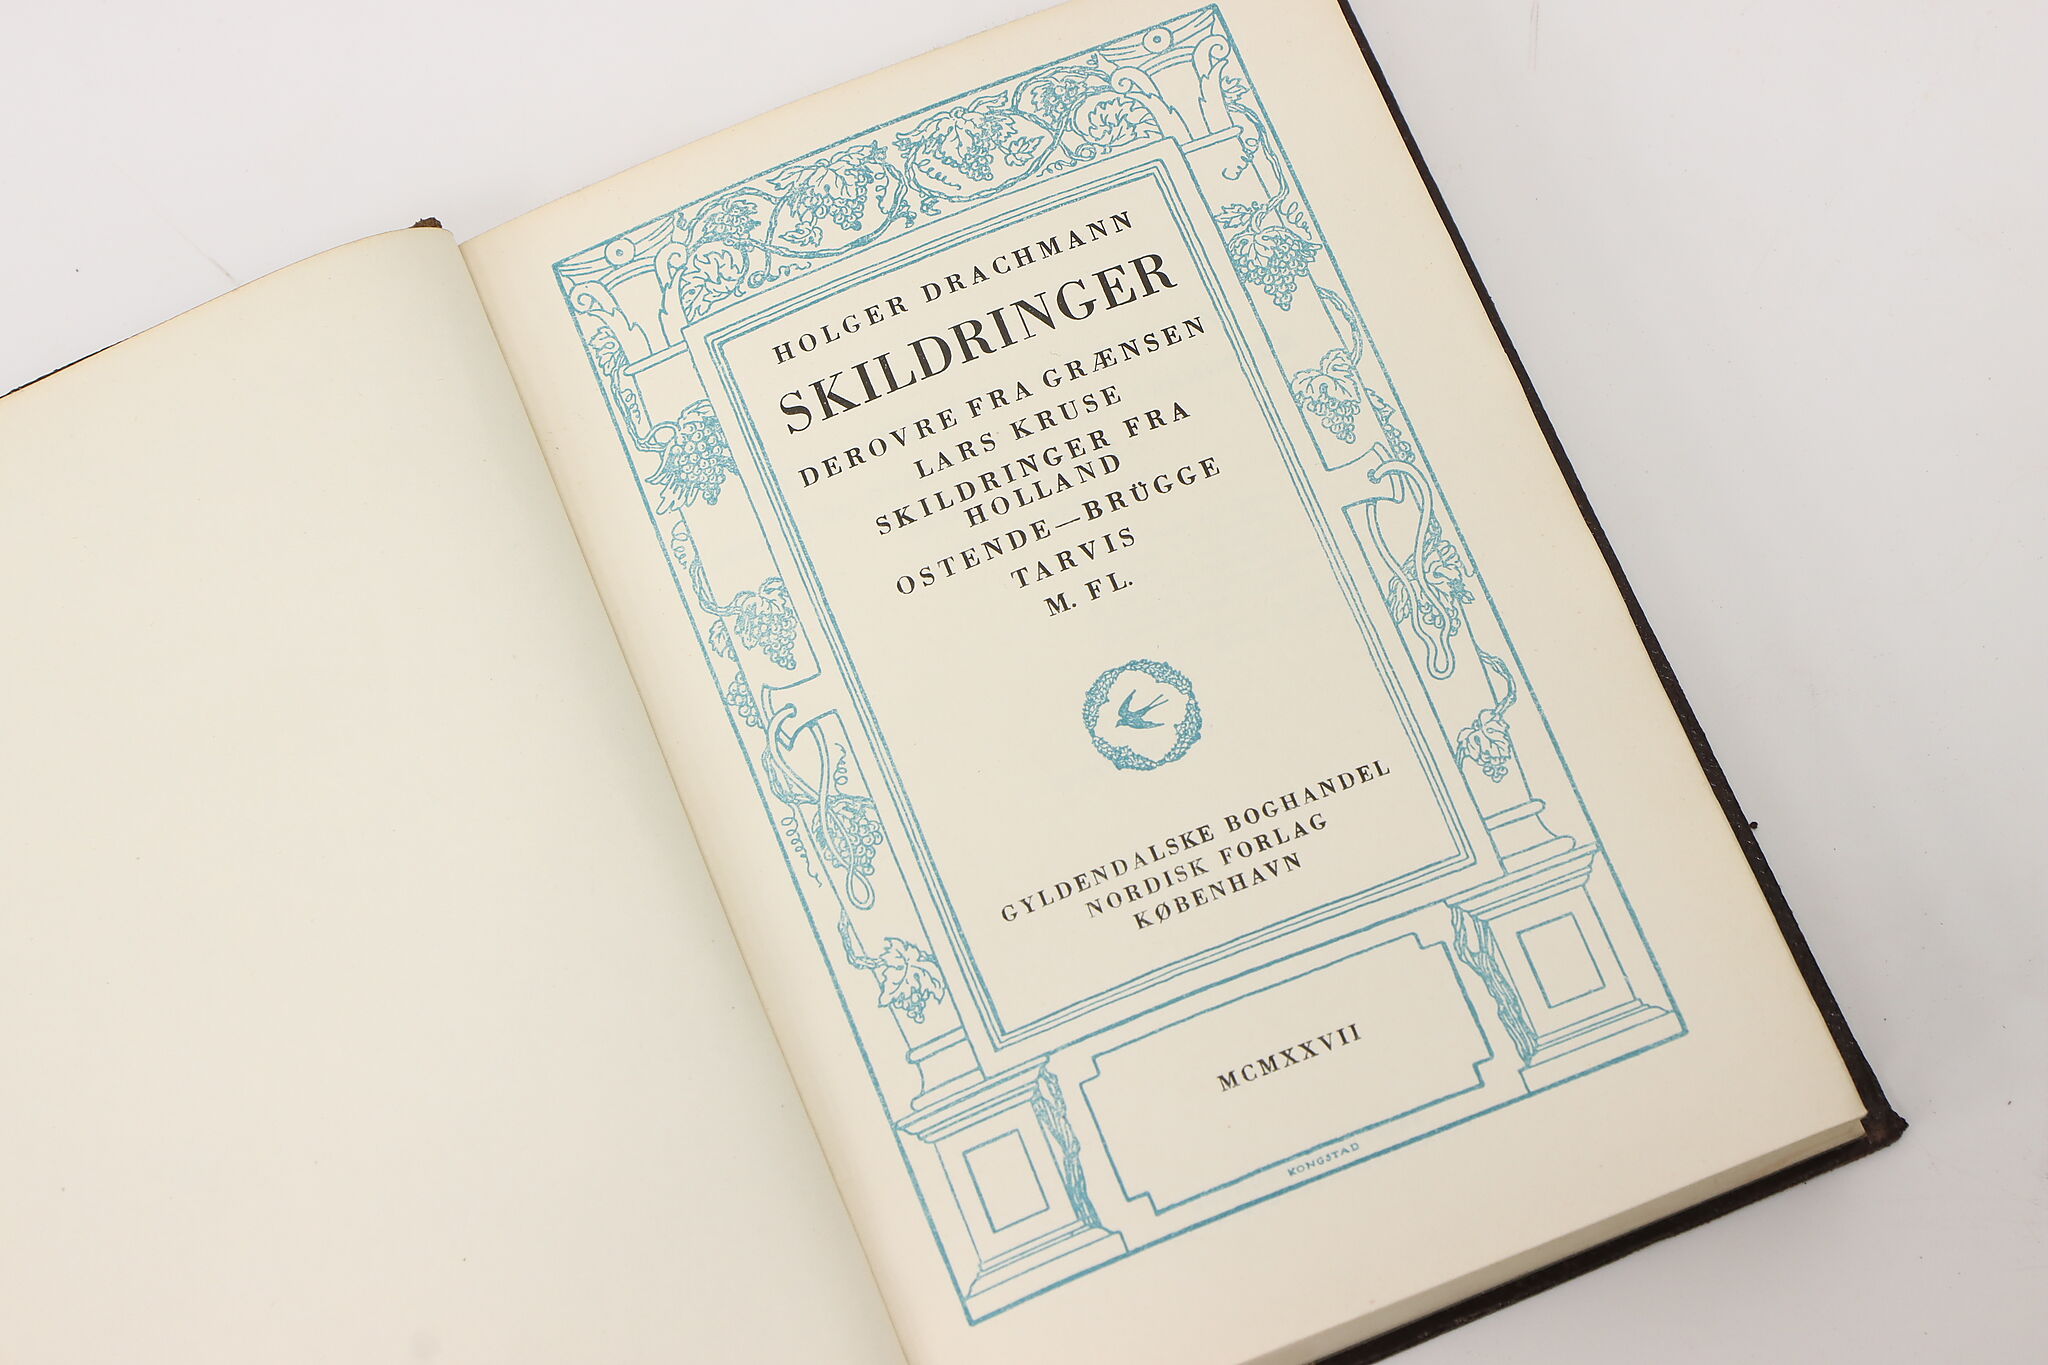 HOLGER DRACHMANN
SKILDRINGER
DEROVRE FRA GRÆNSEN
LARS KRUSE
SKILDRINGER FRA
HOLLAND
OSTENDE—BRÜGGE
TARVIS
M. FL.
GYLDENDALSKE BOGHANDEL
NORDISK FORLAG
KØBENHAVN
MCMXXVII
KONGSTAD